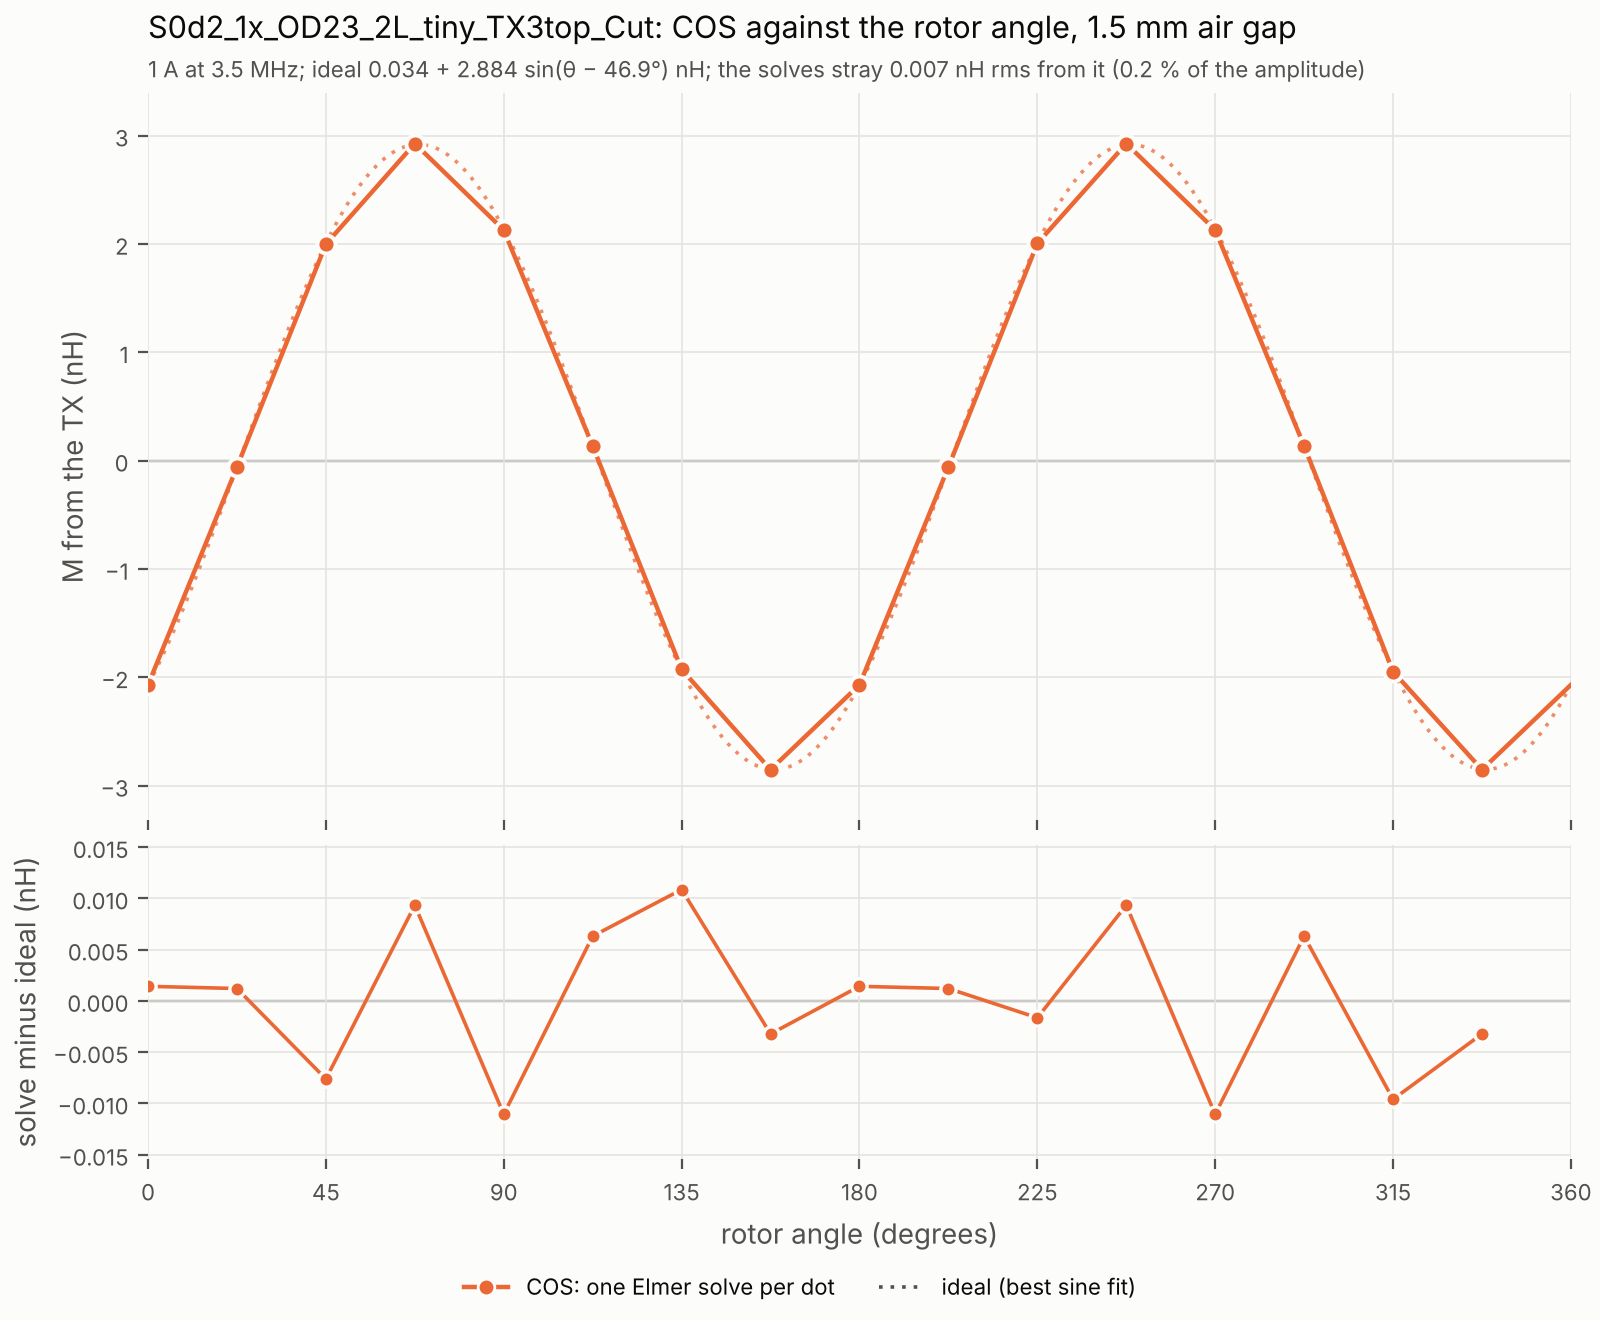 S0d2_1x_OD23_2L_tiny_TX3top_Cut: COS against the rotor angle, 1.5 mm air gap
1 A at 3.5 MHz; ideal 0.034 + 2.884 sin(θ − 46.9°) nH; the solves stray 0.007 nH rms from it (0.2 % of the amplitude)
M from the TX (nH)
3
2
1
0
−1
−2
−3
solve minus ideal (nH)
0.015
0.010
0.005
0.000
−0.005
−0.010
−0.015
0 45 90 135 180 225 270 315 360
rotor angle (degrees)
COS: one Elmer solve per dot ideal (best sine fit)